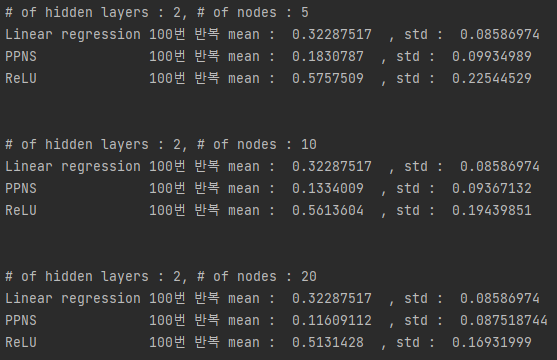 # of hidden layers : 2, # of nodes : 5
Linear regression 100번 반복 mean :  0.32287517  , std :  0.08586974
PPNS              100번 반복 mean :  0.1830787  , std :  0.09934989
ReLU              100번 반복 mean :  0.5757509  , std :  0.22544529
# of hidden layers : 2, # of nodes : 10
Linear regression 100번 반복 mean :  0.32287517  , std :  0.08586974
PPNS              100번 반복 mean :  0.1334009  , std :  0.09367132
ReLU              100번 반복 mean :  0.5613604  , std :  0.19439851
# of hidden layers : 2, # of nodes : 20
Linear regression 100번 반복 mean :  0.32287517  , std :  0.08586974
PPNS              100번 반복 mean :  0.11609112  , std :  0.087518744
ReLU              100번 반복 mean :  0.5131428  , std :  0.16931999